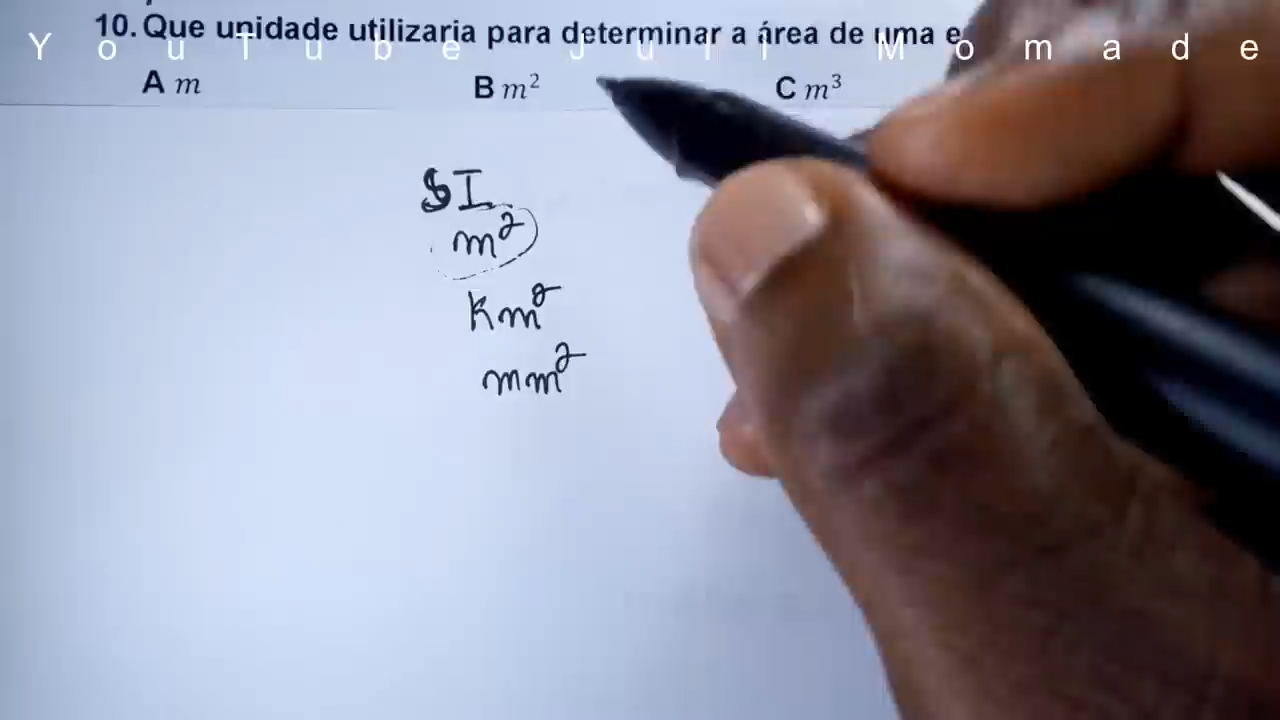 10. Que unidade utilizaria para determinar a área de uma e
YouTube Juli Momade
A m B m² C m³
SI
m²
Km²
mm²